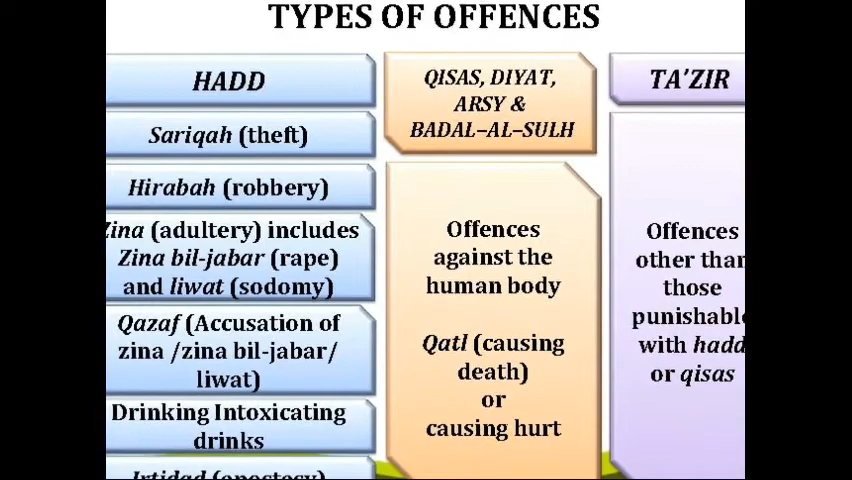 TYPES OF OFFENCES
HADD
Sariqah (theft)
Hirabah (robbery)
Zina (adultery) includes
Zina bil-jabar (rape)
and liwat (sodomy)
Qazaf (Accusation of
zina /zina bil-jabar/
liwat)
Drinking Intoxicating
drinks
Irtidad (apostesy)
QISAS, DIYAT,
ARSY &
BADAL–AL–SULH
Offences
against the
human body
Qatl (causing
death)
or
causing hurt
TA’ZIR
Offences
other than
those
punishable
with hadd
or qisas